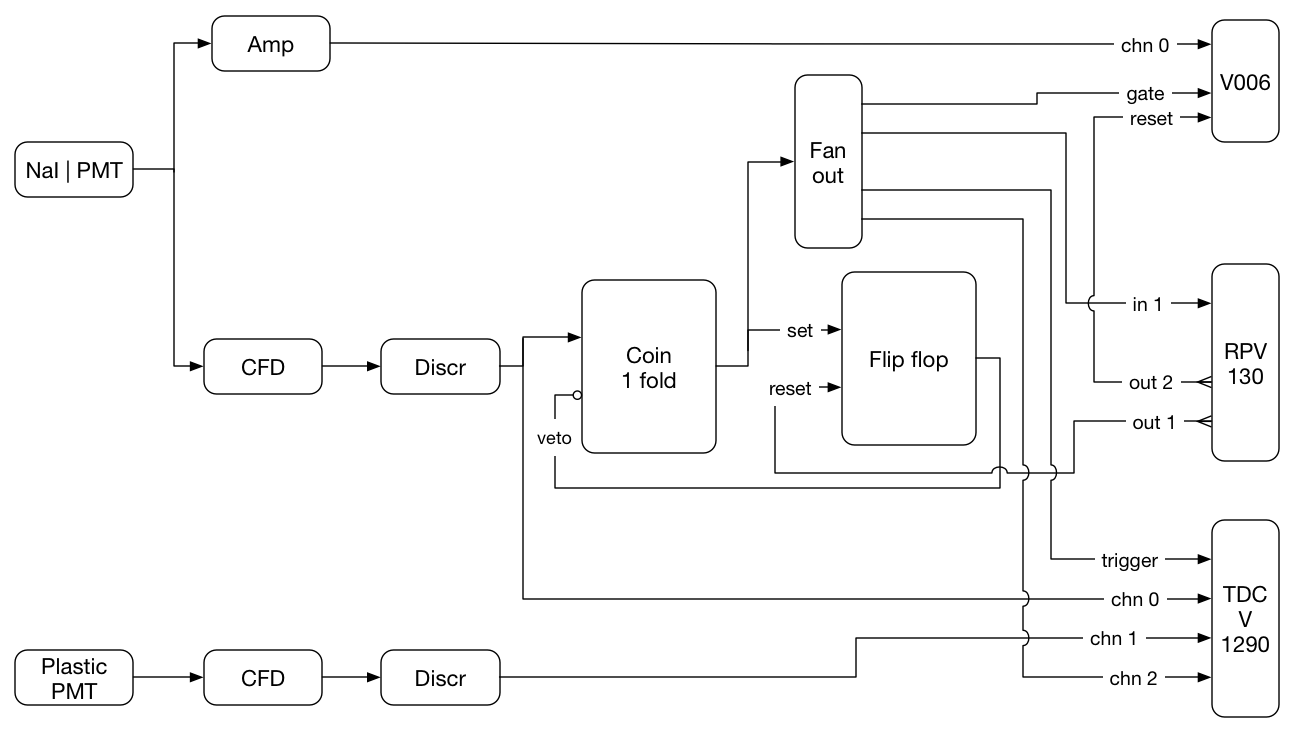 Amp
chn 0
V006
gate
reset
NaI | PMT
Fan
out
in 1
RPV
130
out 2
out 1
set
Flip flop
reset
Coin
1 fold
veto
CFD
Discr
trigger
chn 0
TDC
V
1290
chn 1
chn 2
Plastic
PMT
CFD
Discr